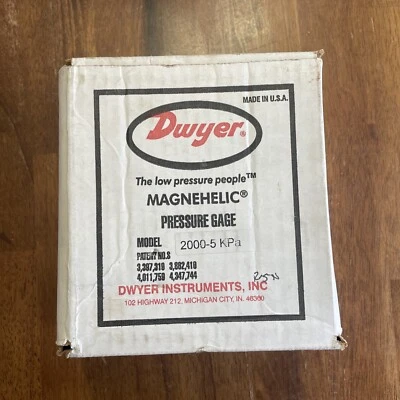 MADE IN U.S.A.
Dwyer®
The low pressure people™
MAGNEHELIC®
PRESSURE GAGE
MODEL 2000-5 KPa
PATENT NO.S
3,397,319 3,862,416
4,011,759 4,347,744
DWYER INSTRUMENTS, INC
102 HIGHWAY 212, MICHIGAN CITY, IN. 46360